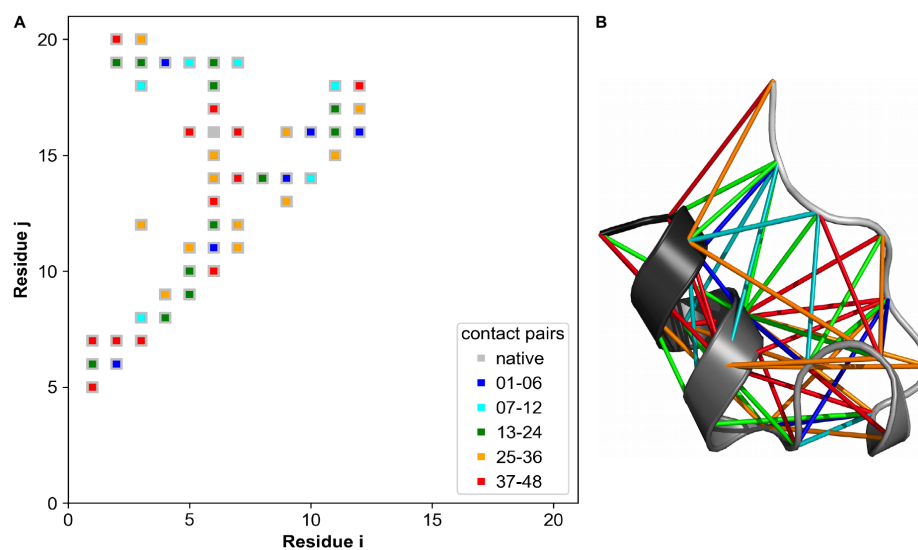 A
B
20
15
10
5
0
Residue j
contact pairs
native
01-06
07-12
13-24
25-36
37-48
0
5
10
15
20
Residue i